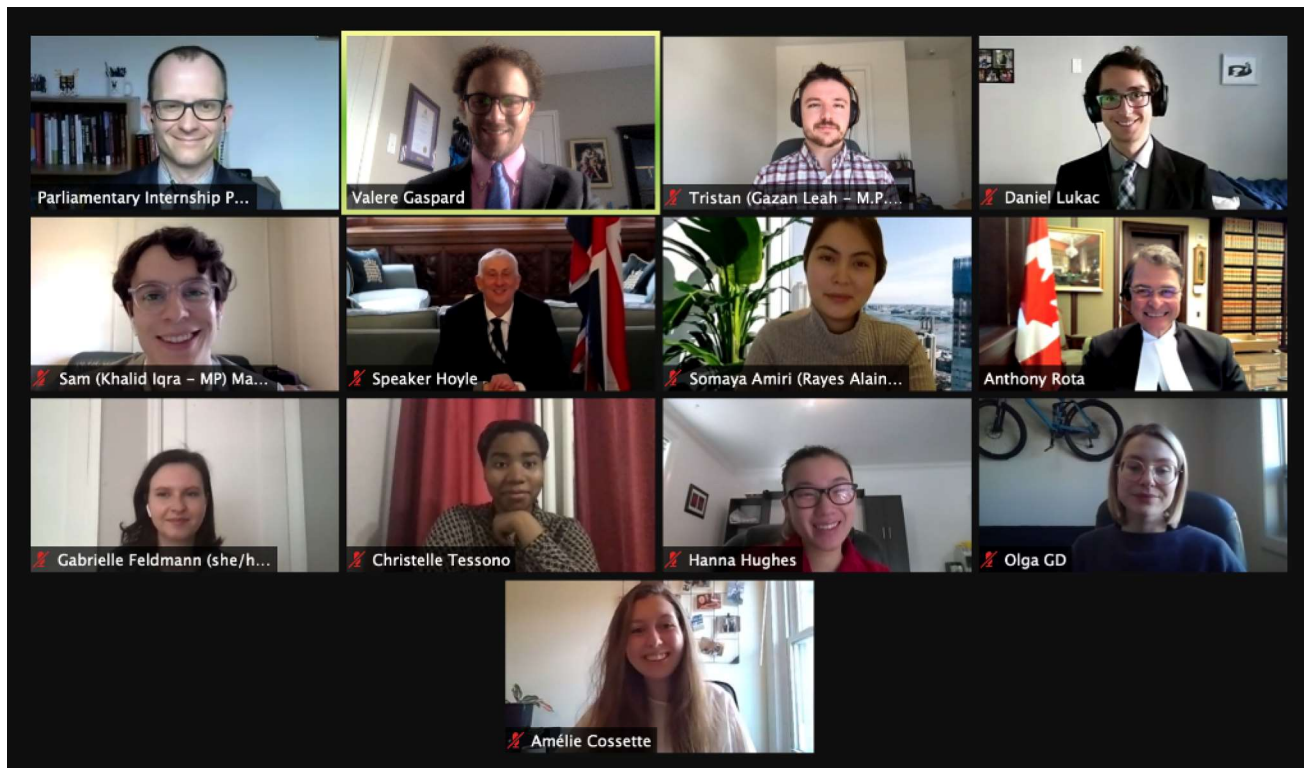 Parliamentary Internship P...
Valere Gaspard
Tristan (Gazan Leah – M.P....
Daniel Lukac
Sam (Khalid Iqra – MP) Ma...
Speaker Hoyle
Somaya Amiri (Rayes Alain...
Anthony Rota
Gabrielle Feldmann (she/h...
Christelle Tessono
Hanna Hughes
Olga GD
Amélie Cossette